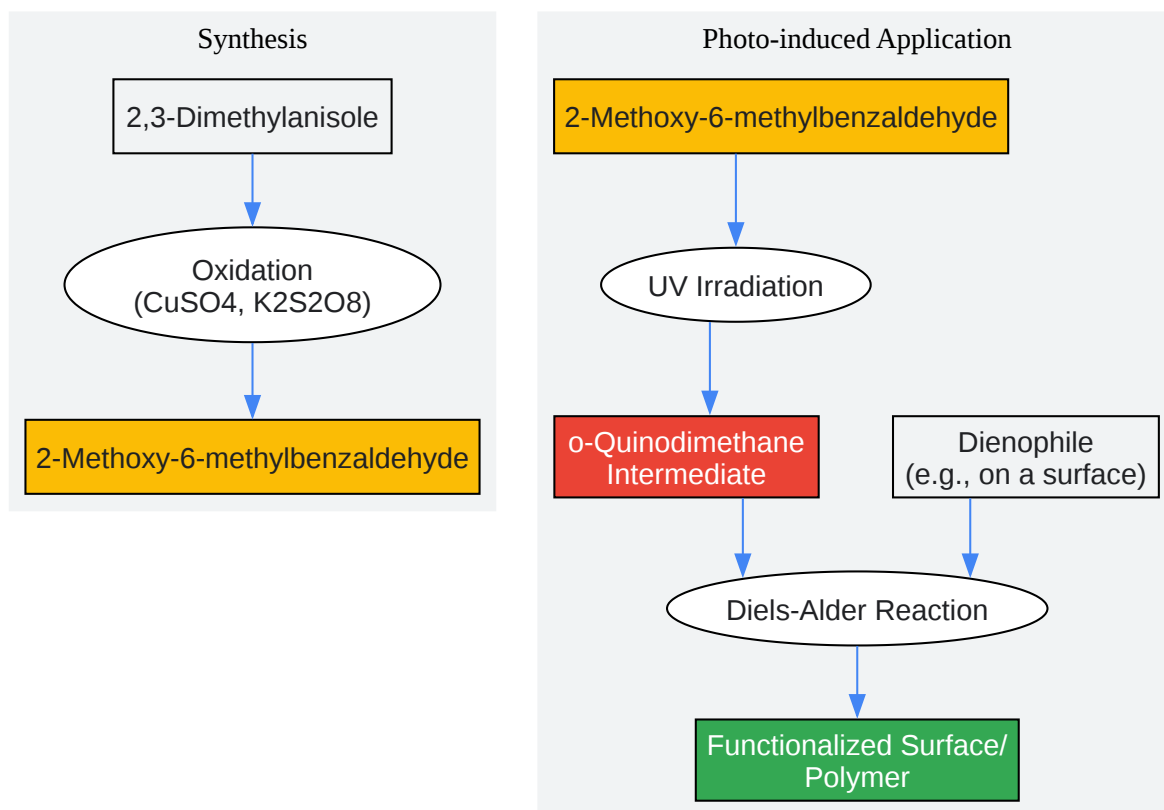 Synthesis
2,3-Dimethylanisole
Oxidation
(CuSO4, K2S2O8)
2-Methoxy-6-methylbenzaldehyde
Photo-induced Application
2-Methoxy-6-methylbenzaldehyde
UV Irradiation
o-Quinodimethane
Intermediate
Dienophile
(e.g., on a surface)
Diels-Alder Reaction
Functionalized Surface/
Polymer